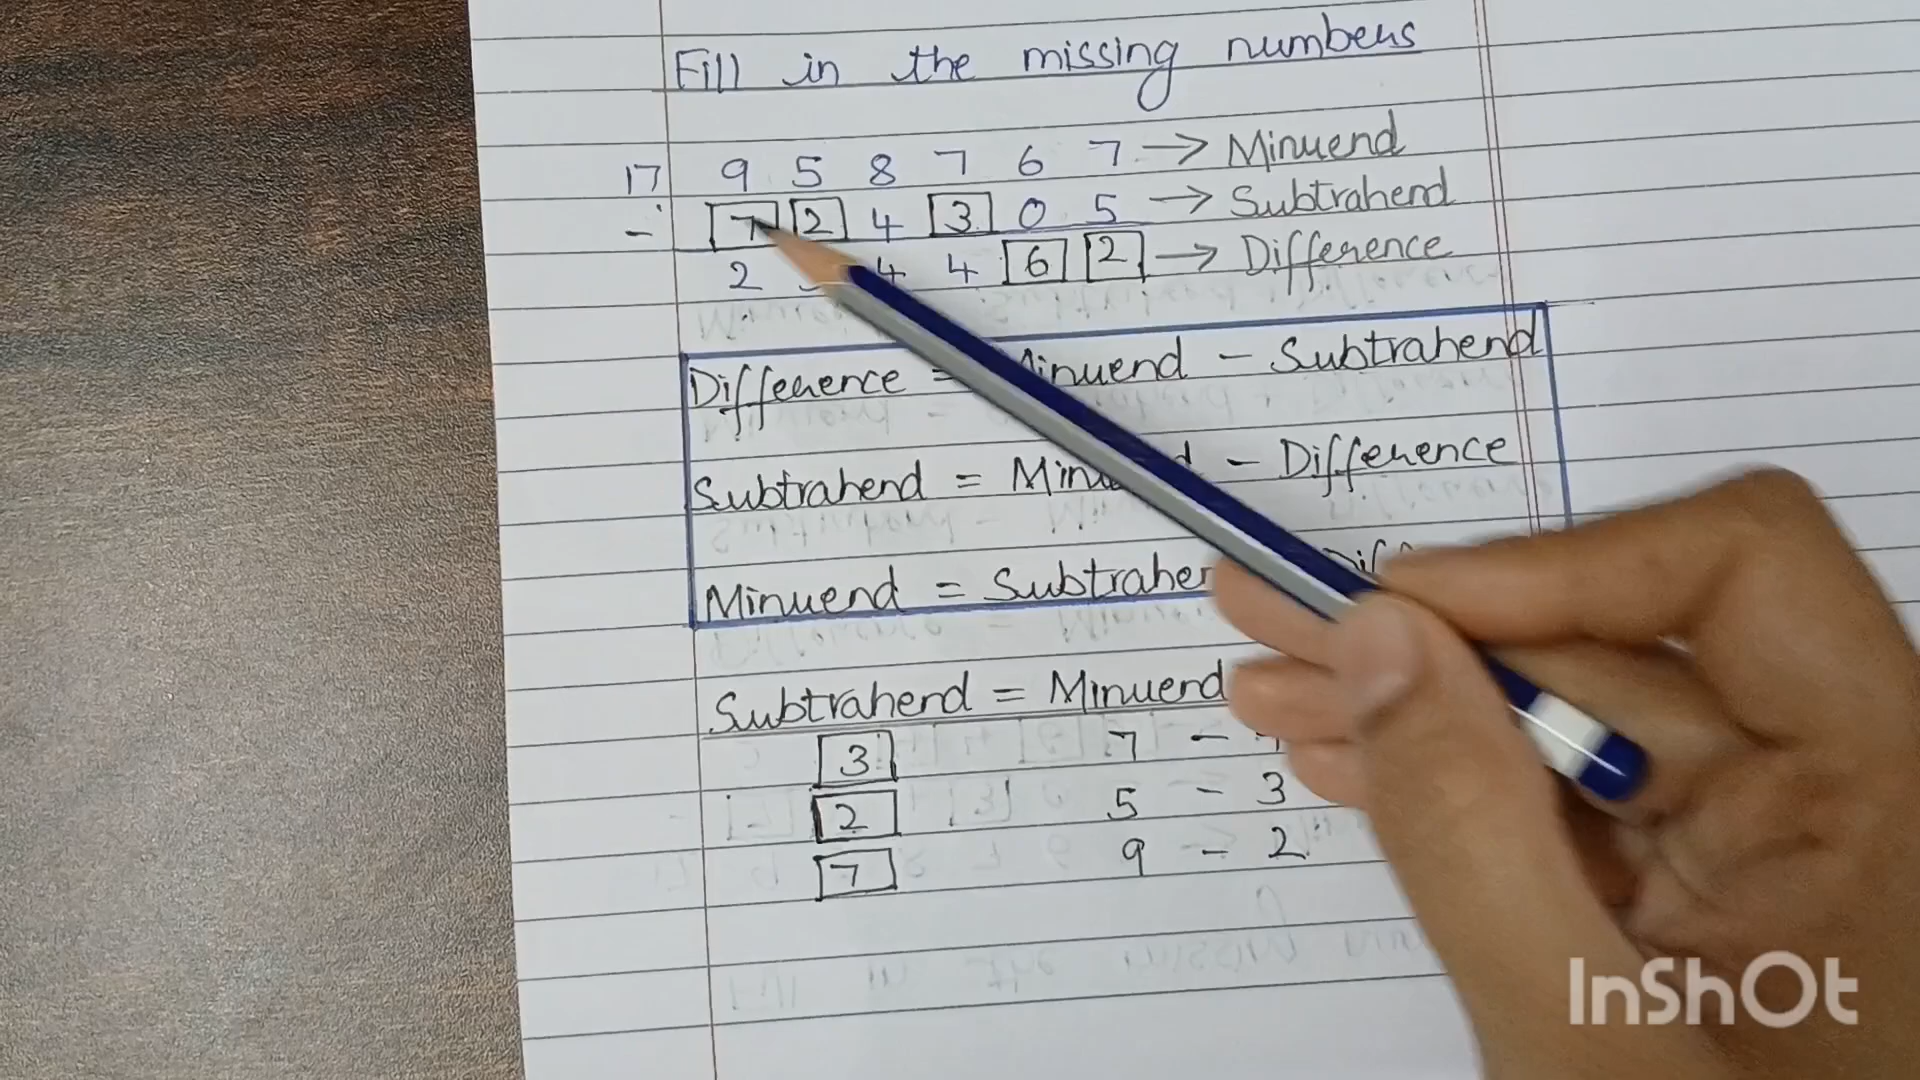 Fill in the missing numbers
17 9 5 8 7 6 7 → Minuend
- 7 2 4 3 0 5 → Subtrahend
2 4 4 6 2 → Difference
Difference = Minuend - Subtrahend
Subtrahend = - Difference
Minuend =
Subtrahend = Minuend
3 7 -
2 5 - 3
7 9 - 2
InShOt